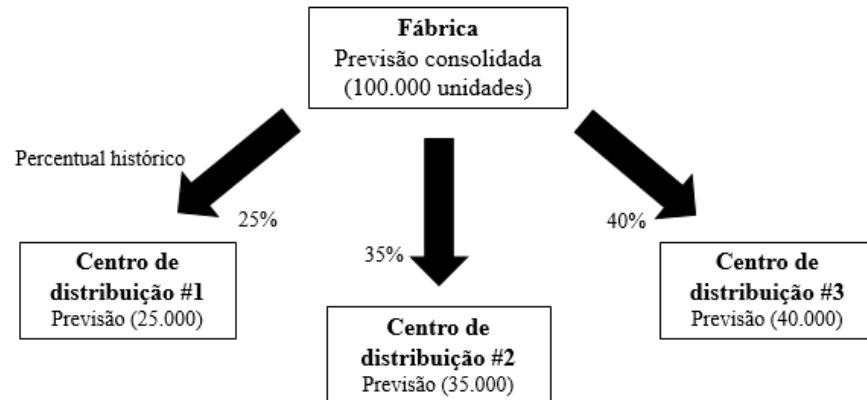 Fábrica
Previsão consolidada
(100.000 unidades)
Percentual histórico
25%
35%
40%
Centro de
distribuição #1
Previsão (25.000)
Centro de
distribuição #2
Previsão (35.000)
Centro de
distribuição #3
Previsão (40.000)